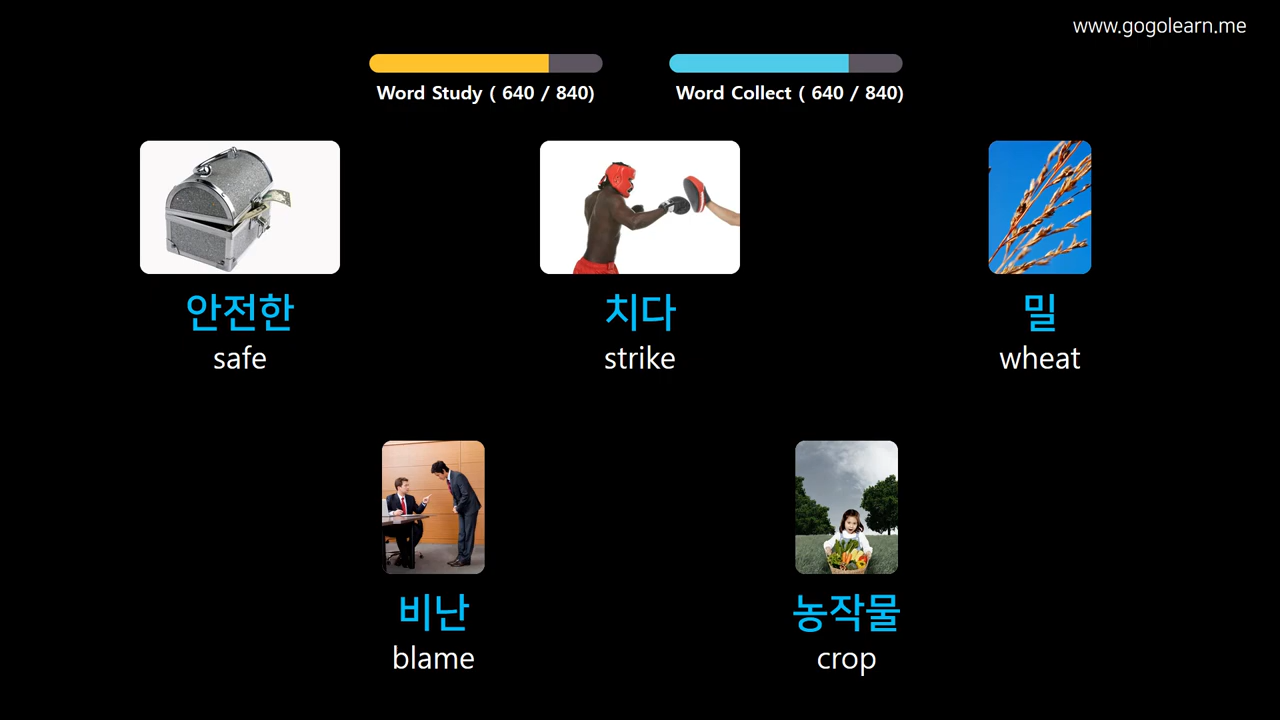 www.gogolearn.me
Word Study ( 640 / 840)
Word Collect ( 640 / 840)
안전한
safe
치다
strike
밀
wheat
비난
blame
농작물
crop